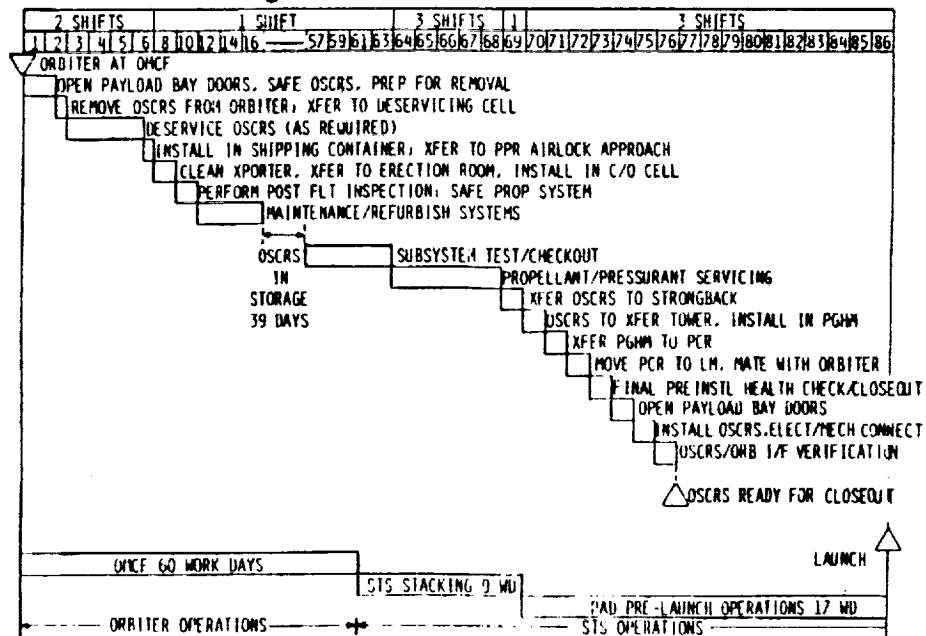 2 SHIFTS 1 SHIFT 3 SHIFTS 1 3 SHIFTS
1 2 3 4 5 6 8 10 12 14 16 57 59 61 63 64 65 66 67 68 69 70 71 72 73 74 75 76 77 78 79 80 81 82 83 84 85 86
ORBITER AT OMCF
OPEN PAYLOAD BAY DOORS, SAFE OSCRS, PREP FOR REMOVAL
REMOVE OSCRS FROM ORBITER, XFER TO DESERVICING CELL
DESERVICE OSCRS (AS REQUIRED)
INSTALL IN SHIPPING CONTAINER, XFER TO PPR AIRLOCK APPROACH
CLEAN XPORTER, XFER TO ERECTION ROOM, INSTALL IN C/O CELL
PERFORM POST FLT INSPECTION, SAFE PROP SYSTEM
MAINTENANCE/REFURBISH SYSTEMS
OSCRS
IN
STORAGE
39 DAYS
SUBSYSTEM TEST/CHECKOUT
PROPELLANT/PRESSURANT SERVICING
XFER OSCRS TO STRONGBACK
OSCRS TO XFER TOWER, INSTALL IN PGHM
XFER PGHM TO PCR
MOVE PCR TO LM, MATE WITH ORBITER
FINAL PREINSTL HEALTH CHECK/CLOSEOUT
OPEN PAYLOAD BAY DOORS
INSTALL OSCRS.ELECT/MECH CONNECT
OSCRS/ORB I/F VERIFICATION
OSCRS READY FOR CLOSEOUT
LAUNCH
OMCF 60 WORK DAYS
STS STACKING 9 WD
PAD PRE-LAUNCH OPERATIONS 17 WD
ORBITER OPERATIONS STS OPERATIONS